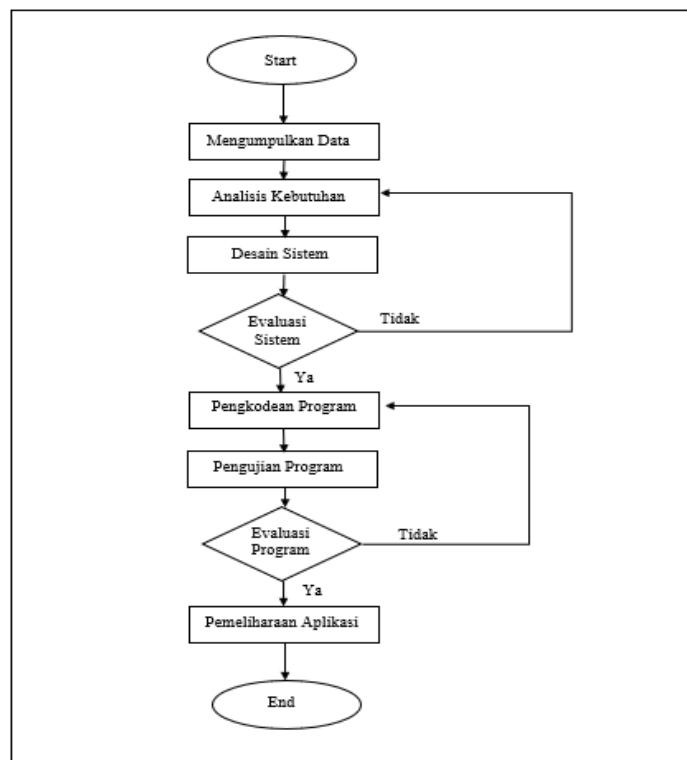 Start
Mengumpulkan Data
Analisis Kebutuhan
Desain Sistem
Evaluasi
Sistem
Tidak
Ya
Pengkodean Program
Pengujian Program
Evaluasi
Program
Tidak
Ya
Pemeliharaan Aplikasi
End